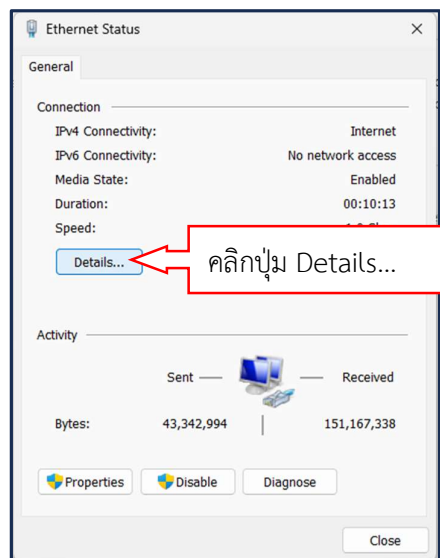 Ethernet Status
General
Connection
IPv4 Connectivity: Internet
IPv6 Connectivity: No network access
Media State: Enabled
Duration: 00:10:13
Speed:
Details...
คลิกปุ่ม Details...
Activity
Sent Received
Bytes: 43,342,994 151,167,338
Properties Disable Diagnose
Close